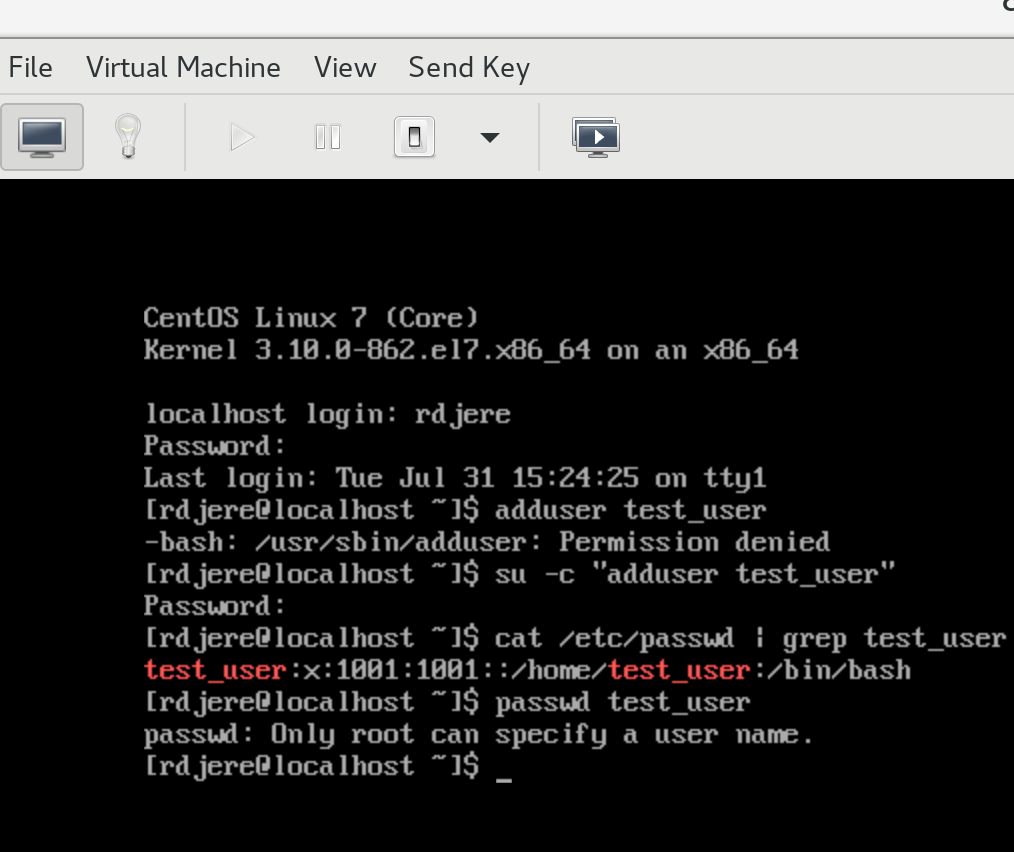 File Virtual Machine View Send Key
CentOS Linux 7 (Core)
Kernel 3.10.0-862.el7.x86_64 on an x86_64
localhost login: rdjere
Password:
Last login: Tue Jul 31 15:24:25 on tty1
[rdjere@localhost ~]$ adduser test_user
-bash: /usr/sbin/adduser: Permission denied
[rdjere@localhost ~]$ su -c "adduser test_user"
Password:
[rdjere@localhost ~]$ cat /etc/passwd | grep test_user
test_user:x:1001:1001::/home/test_user:/bin/bash
[rdjere@localhost ~]$ passwd test_user
passwd: Only root can specify a user name.
[rdjere@localhost ~]$ _